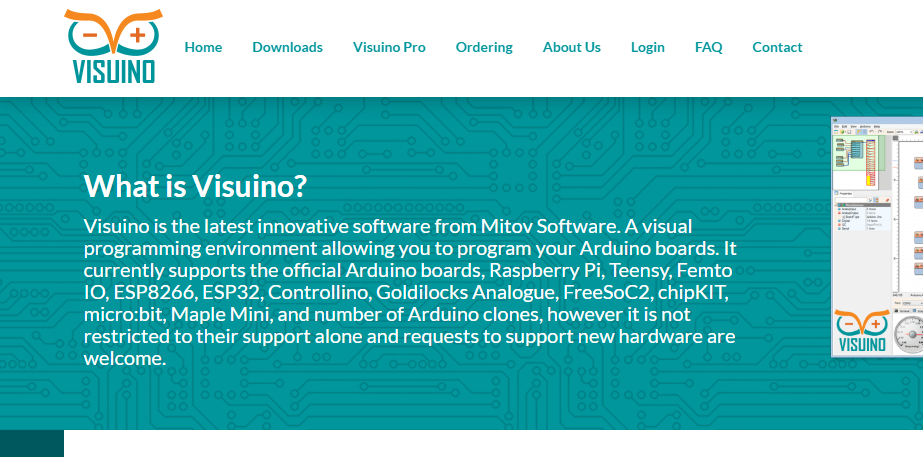 VISUINO
Home
Downloads
Visuino Pro
Ordering
About Us
Login
FAQ
Contact
What is Visuino?
Visuino is the latest innovative software from Mitov Software. A visual
programming environment allowing you to program your Arduino boards. It
currently supports the official Arduino boards, Raspberry Pi, Teensy, Femto
IO, ESP8266, ESP32, Controllino, Goldilocks Analogue, FreeSoC2, chipKIT,
micro:bit, Maple Mini, and number of Arduino clones, however it is not
restricted to their support alone and requests to support new hardware are
welcome.
VISUINO